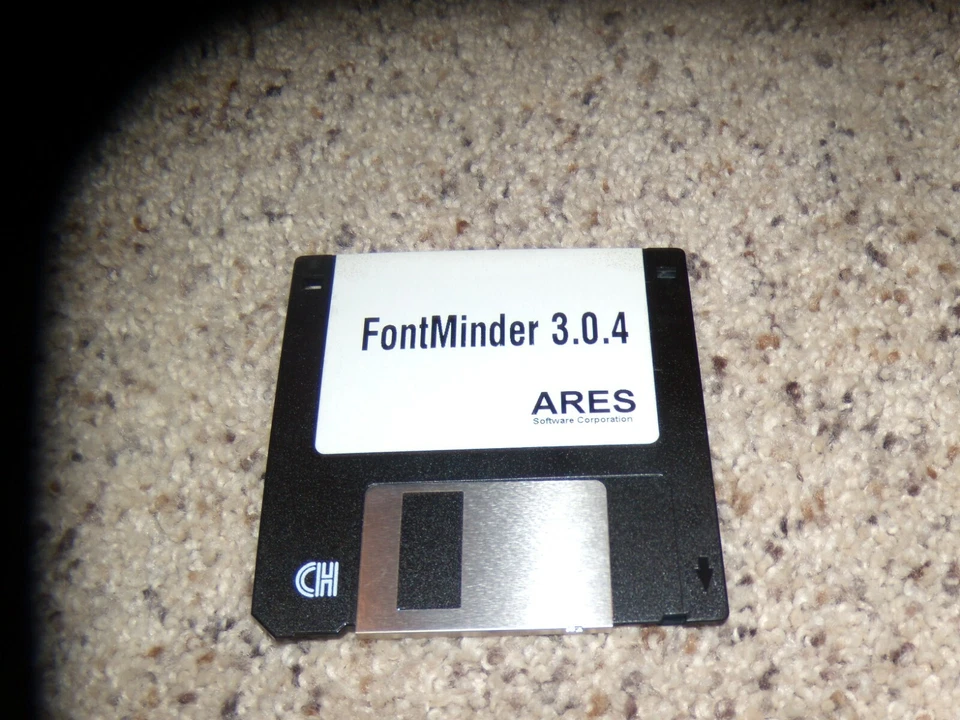 FontMinder 3.0.4
ARES
Software Corporation
CH